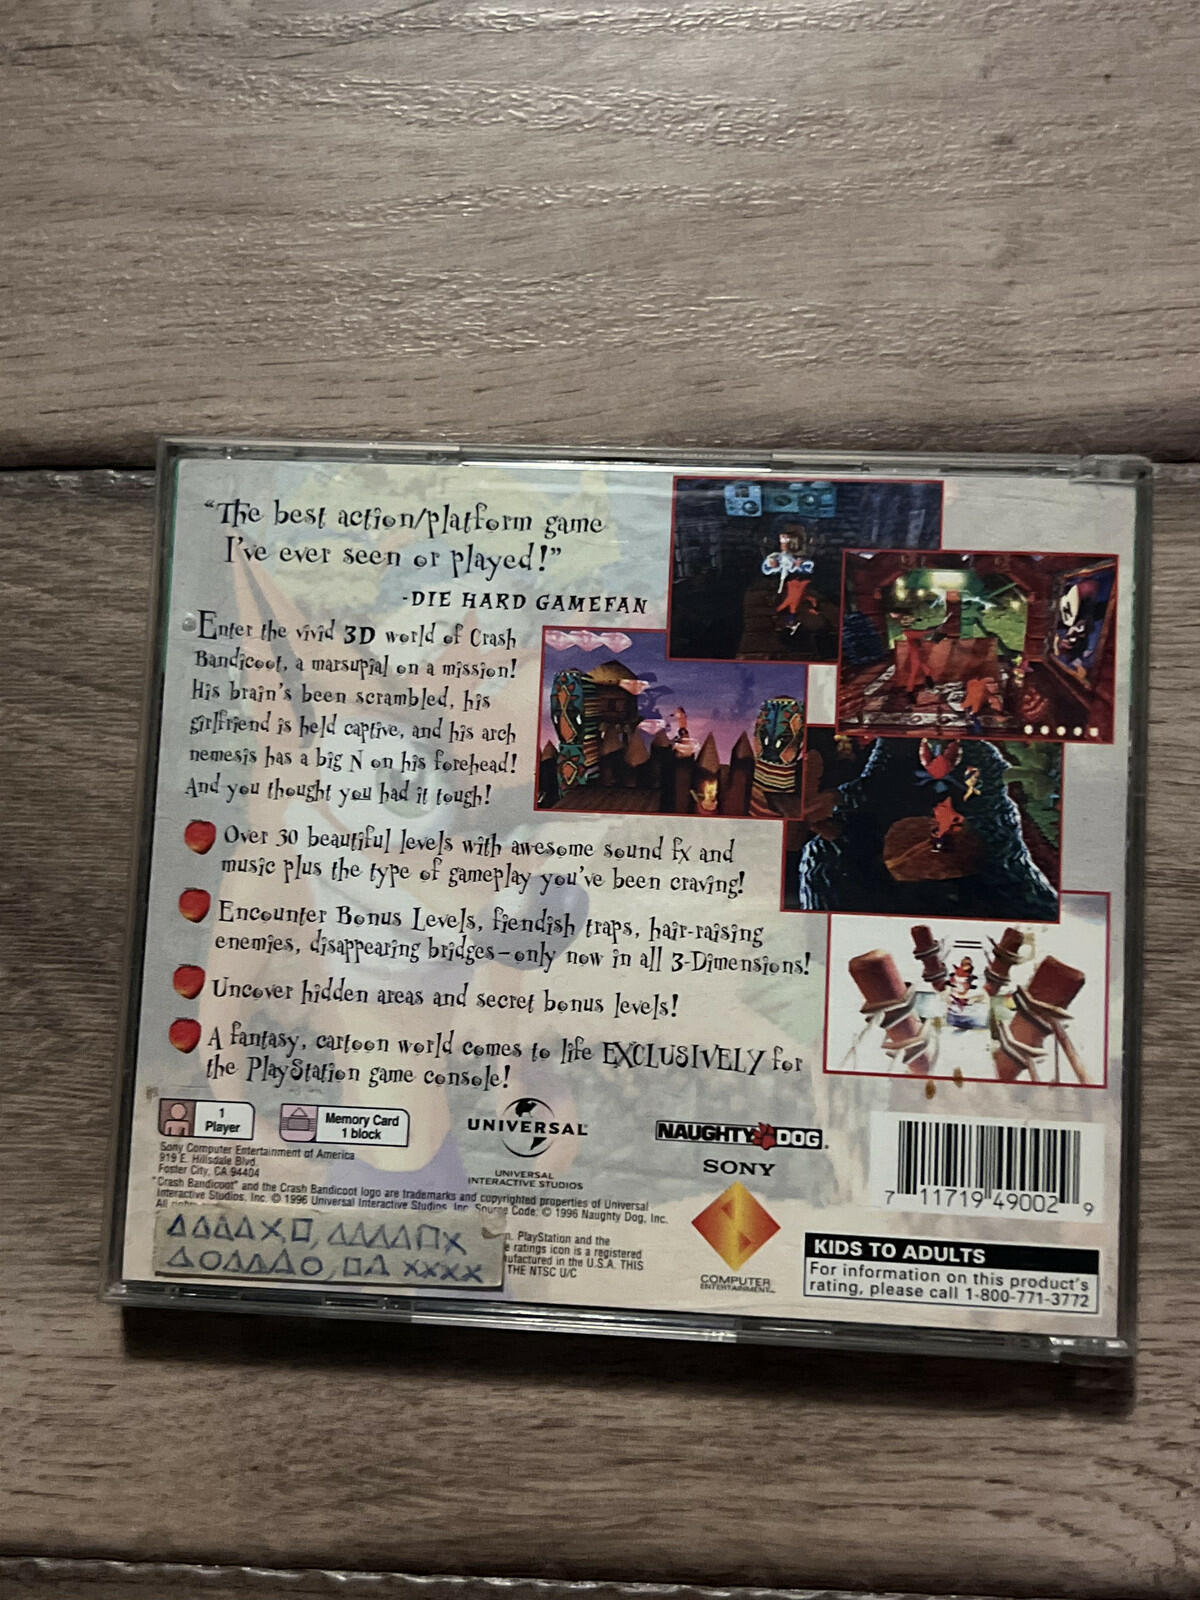 “The best action/platform game
I've ever seen or played!”
-DIE HARD GAMEFAN
Enter the vivid 3D world of Crash
Bandicoot, a marsupial on a mission!
His brain's been scrambled, his
girlfriend is held captive, and his arch
nemesis has a big N on his forehead!
And you thought you had it tough!
Over 30 beautiful levels with awesome sound fx and
music plus the type of gameplay you've been craving!
Encounter Bonus Levels, fiendish traps, hair-raising
enemies, disappearing bridges–only now in all 3-Dimensions!
Uncover hidden areas and secret bonus levels!
A fantasy, cartoon world comes to life EXCLUSIVELY for
the PlayStation game console!
1
Player
Memory Card
1 block
UNIVERSAL
UNIVERSAL
INTERACTIVE STUDIOS
NAUGHTY DOG.
SONY
COMPUTER
ENTERTAINMENT
Sony Computer Entertainment of America
919 E. Hillsdale Blvd.
Foster City, CA 94404
"Crash Bandicoot" and the Crash Bandicoot logo are trademarks and copyrighted properties of Universal
Interactive Studios, Inc. © 1996 Universal Interactive Studios, Inc. Source Code: © 1996 Naughty Dog, Inc.
All rights
PlayStation and the
ratings icon is a registered
in the U.S.A. THIS
THE NTSC U/C
△△△△X□, △△△△□X
△O△△△O, □△ XXXX
7 11719 49002 9
KIDS TO ADULTS
For information on this product's
rating, please call 1-800-771-3772